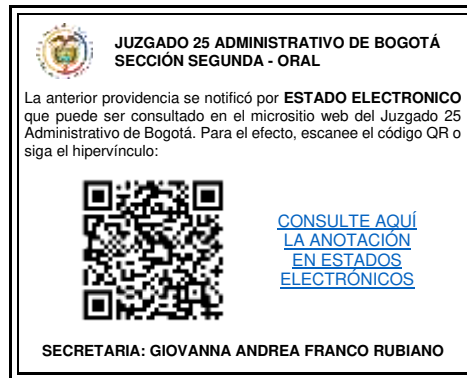 JUZGADO 25 ADMINISTRATIVO DE BOGOTÁ
SECCIÓN SEGUNDA - ORAL
La anterior providencia se notificó por ESTADO ELECTRONICO
que puede ser consultado en el micrositio web del Juzgado 25
Administrativo de Bogotá. Para el efecto, escanee el código QR o
siga el hipervínculo:
CONSULTE AQUÍ
LA ANOTACIÓN
EN ESTADOS
ELECTRÓNICOS
SECRETARIA: GIOVANNA ANDREA FRANCO RUBIANO